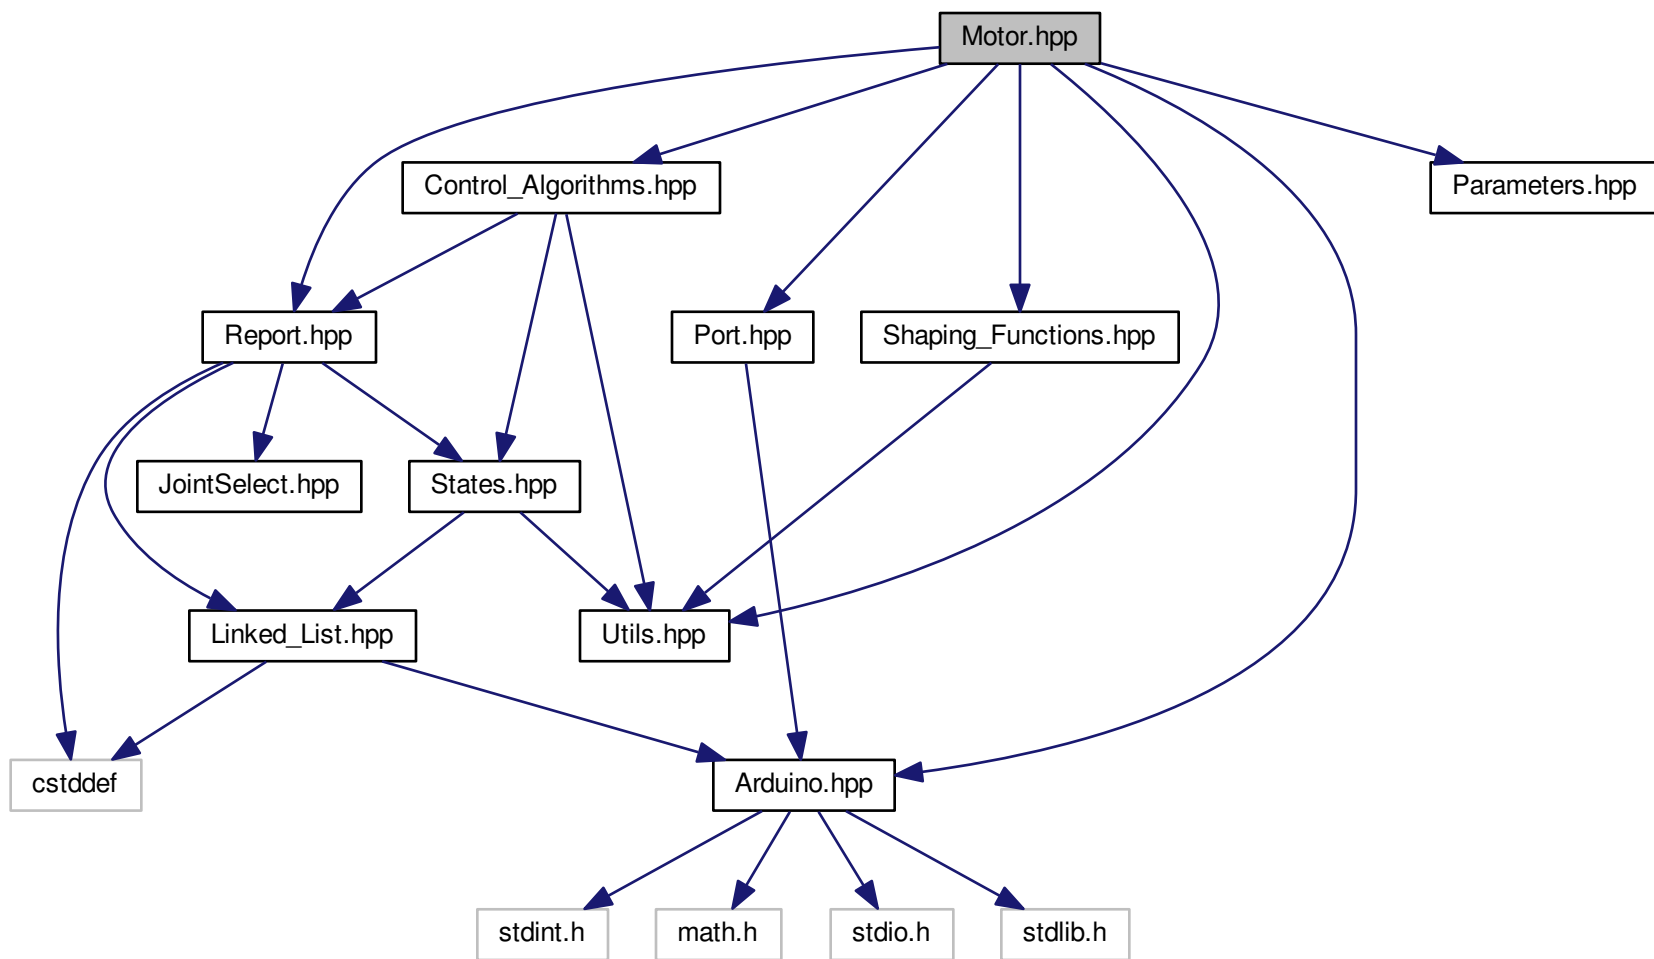 Motor.hpp
Control_Algorithms.hpp
Parameters.hpp
Report.hpp
Port.hpp
Shaping_Functions.hpp
JointSelect.hpp
States.hpp
Linked_List.hpp
Utils.hpp
cstddef
Arduino.hpp
stdint.h
math.h
stdio.h
stdlib.h